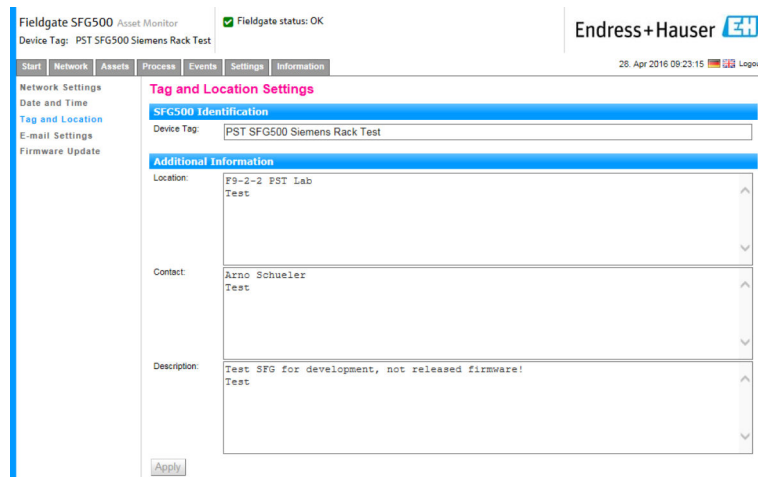 Fieldgate SFG500 Asset Monitor
Device Tag: PST SFG500 Siemens Rack Test
Fieldgate status: OK
Endress+Hauser EH
Start Network Assets Process Events Settings Information
28. Apr 2016 09:23:15 Logou
Network Settings
Date and Time
Tag and Location
E-mail Settings
Firmware Update
Tag and Location Settings
SFG500 Identification
Device Tag: PST SFG500 Siemens Rack Test
Additional Information
Location: F9-2-2 PST Lab
Test
Contact: Arno Schueler
Test
Description: Test SFG for development, not released firmware!
Test
Apply